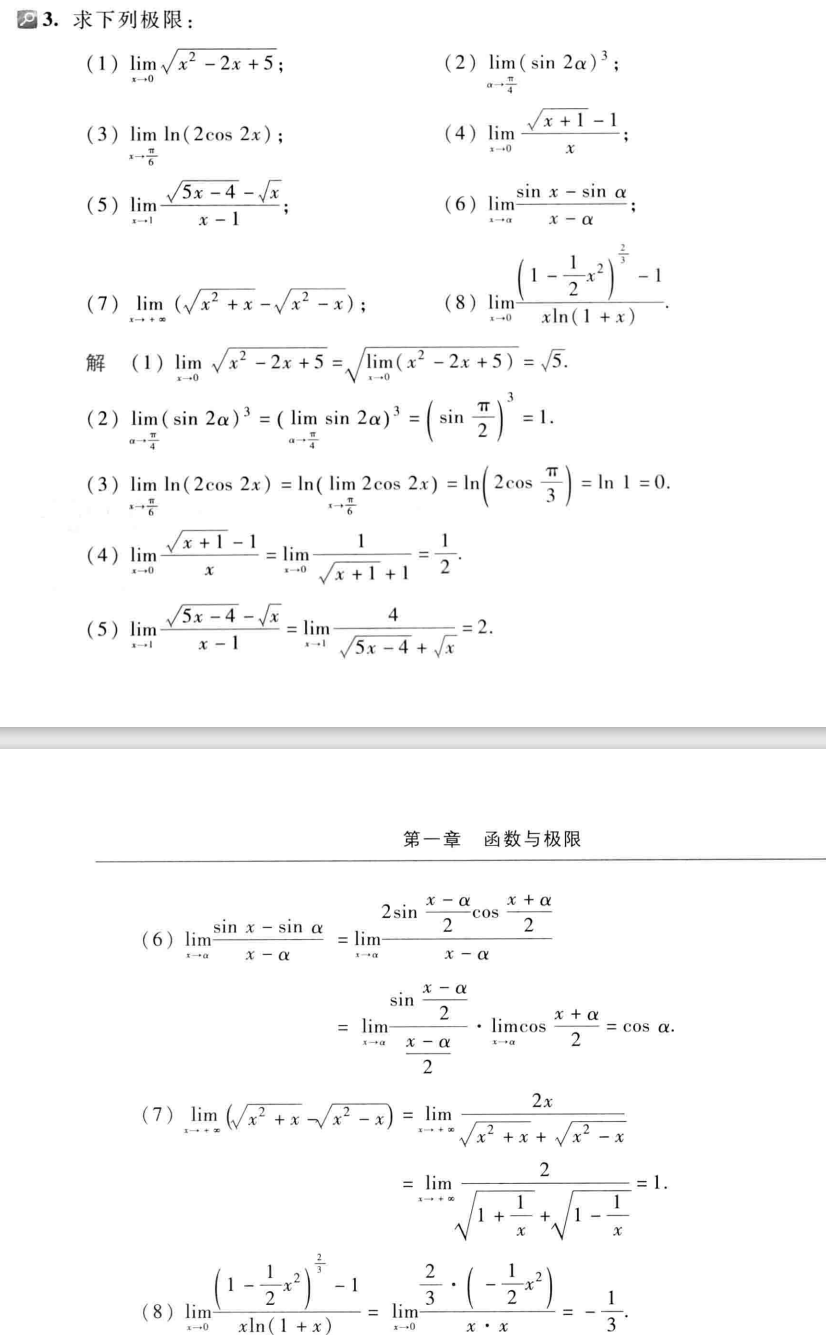 3. 求下列极限:
(1) $\lim_{x \to 0} \sqrt{x^2 - 2x + 5}$; (2) $\lim_{\alpha \to \frac{\pi}{4}} (\sin 2\alpha)^3$;
(3) $\lim_{x \to \frac{\pi}{6}} \ln(2\cos 2x)$; (4) $\lim_{x \to 0} \frac{\sqrt{x+1} - 1}{x}$;
(5) $\lim_{x \to 1} \frac{\sqrt{5x-4} - \sqrt{x}}{x-1}$; (6) $\lim_{x \to \alpha} \frac{\sin x - \sin \alpha}{x - \alpha}$;
(7) $\lim_{x \to +\infty} (\sqrt{x^2+x} - \sqrt{x^2-x})$; (8) $\lim_{x \to 0} \frac{\left(1 - \frac{1}{2}x^2\right)^{\frac{2}{3}} - 1}{x\ln(1+x)}$.
解 (1) $\lim_{x \to 0} \sqrt{x^2 - 2x + 5} = \sqrt{\lim_{x \to 0} (x^2 - 2x + 5)} = \sqrt{5}$.
(2) $\lim_{\alpha \to \frac{\pi}{4}} (\sin 2\alpha)^3 = (\lim_{\alpha \to \frac{\pi}{4}} \sin 2\alpha)^3 = \left(\sin \frac{\pi}{2}\right)^3 = 1$.
(3) $\lim_{x \to \frac{\pi}{6}} \ln(2\cos 2x) = \ln(\lim_{x \to \frac{\pi}{6}} 2\cos 2x) = \ln\left(2\cos \frac{\pi}{3}\right) = \ln 1 = 0$.
(4) $\lim_{x \to 0} \frac{\sqrt{x+1} - 1}{x} = \lim_{x \to 0} \frac{1}{\sqrt{x+1} + 1} = \frac{1}{2}$.
(5) $\lim_{x \to 1} \frac{\sqrt{5x-4} - \sqrt{x}}{x-1} = \lim_{x \to 1} \frac{4}{\sqrt{5x-4} + \sqrt{x}} = 2$.
第一章 函数与极限
(6) $\lim_{x \to \alpha} \frac{\sin x - \sin \alpha}{x - \alpha} = \lim_{x \to \alpha} \frac{2\sin \frac{x-\alpha}{2} \cos \frac{x+\alpha}{2}}{x - \alpha}$
$= \lim_{x \to \alpha} \frac{\sin \frac{x-\alpha}{2}}{\frac{x-\alpha}{2}} \cdot \lim_{x \to \alpha} \cos \frac{x+\alpha}{2} = \cos \alpha$.
(7) $\lim_{x \to +\infty} \left(\sqrt{x^2+x} - \sqrt{x^2-x}\right) = \lim_{x \to +\infty} \frac{2x}{\sqrt{x^2+x} + \sqrt{x^2-x}}$
$= \lim_{x \to +\infty} \frac{2}{\sqrt{1+\frac{1}{x}} + \sqrt{1-\frac{1}{x}}} = 1$.
(8) $\lim_{x \to 0} \frac{\left(1 - \frac{1}{2}x^2\right)^{\frac{2}{3}} - 1}{x\ln(1+x)} = \lim_{x \to 0} \frac{\frac{2}{3} \cdot \left(-\frac{1}{2}x^2\right)}{x \cdot x} = -\frac{1}{3}$.